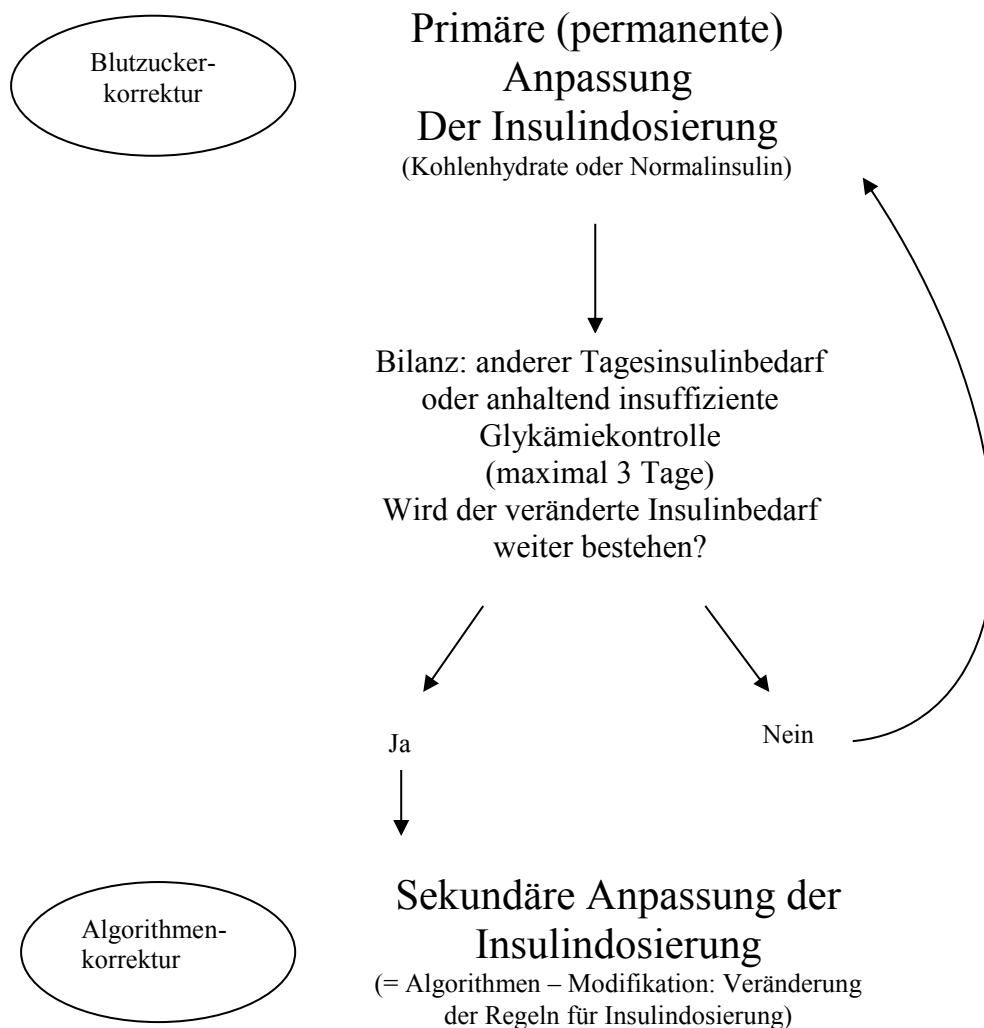 Blutzucker-
korrektur
Primäre (permanente)
Anpassung
Der Insulindosierung
(Kohlenhydrate oder Normalinsulin)
Bilanz: anderer Tagesinsulinbedarf
oder anhaltend insuffiziente
Glykämiekontrolle
(maximal 3 Tage)
Wird der veränderte Insulinbedarf
weiter bestehen?
Ja
Nein
Algorithmen-
korrektur
Sekundäre Anpassung der
Insulindosierung
(= Algorithmen – Modifikation: Veränderung
der Regeln für Insulindosierung)